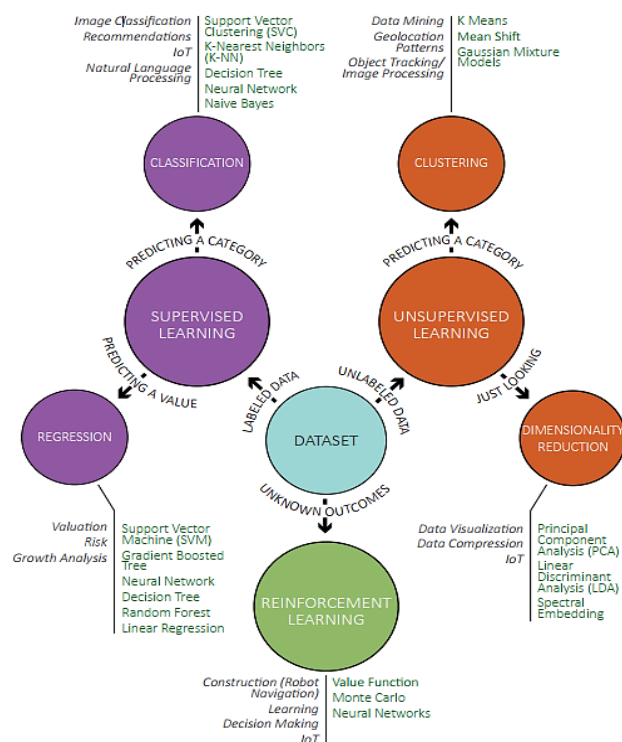 Image Classification
Recommendations
IoT
Natural Language
Processing
Support Vector
Clustering (SVC)
K-Nearest Neighbors
(K-NN)
Decision Tree
Neural Network
Naive Bayes
Data Mining
Geolocation
Patterns
Object Tracking/
Image Processing
K Means
Mean Shift
Gaussian Mixture
Models
CLASSIFICATION
CLUSTERING
PREDICTING A CATEGORY
PREDICTING A CATEGORY
SUPERVISED
LEARNING
UNSUPERVISED
LEARNING
PREDICTING A VALUE
LABELED DATA
UNLABELED DATA
JUST LOOKING
REGRESSION
DATASET
DIMENSIONALITY
REDUCTION
UNKNOWN OUTCOMES
Valuation
Risk
Growth Analysis
Support Vector
Machine (SVM)
Gradient Boosted
Tree
Neural Network
Decision Tree
Random Forest
Linear Regression
Data Visualization
Data Compression
IoT
Principal
Component
Analysis (PCA)
Linear
Discriminant
Analysis (LDA)
Spectral
Embedding
REINFORCEMENT
LEARNING
Construction (Robot
Navigation)
Learning
Decision Making
IoT
Value Function
Monte Carlo
Neural Networks